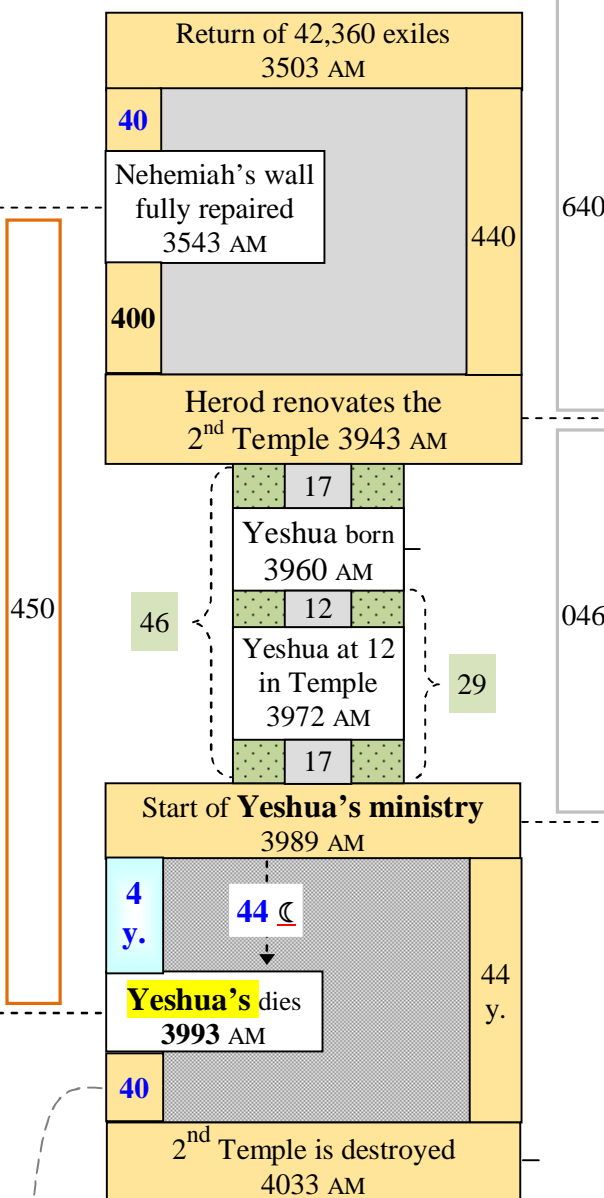 Return of 42,360 exiles
3503 AM
40
Nehemiah's wall
fully repaired
3543 AM
640
440
400
Herod renovates the
2nd Temple 3943 AM
17
Yeshua born
3960 AM
450
46
12
046
Yeshua at 12
in Temple
3972 AM
29
17
Start of Yeshua's ministry
3989 AM
4
y.
44 ☾
44
y.
Yeshua's dies
3993 AM
40
2nd Temple is destroyed
4033 AM